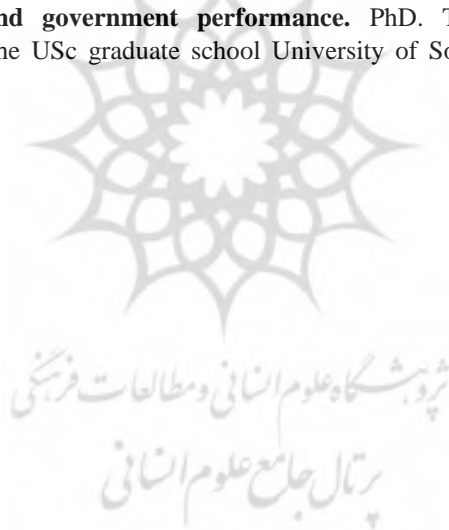 nd government performance. PhD. T
ne USc graduate school University of So
پژوهشگاه علوم انسانی و مطالعات فرهنگی
پرتال جامع علوم انسانی